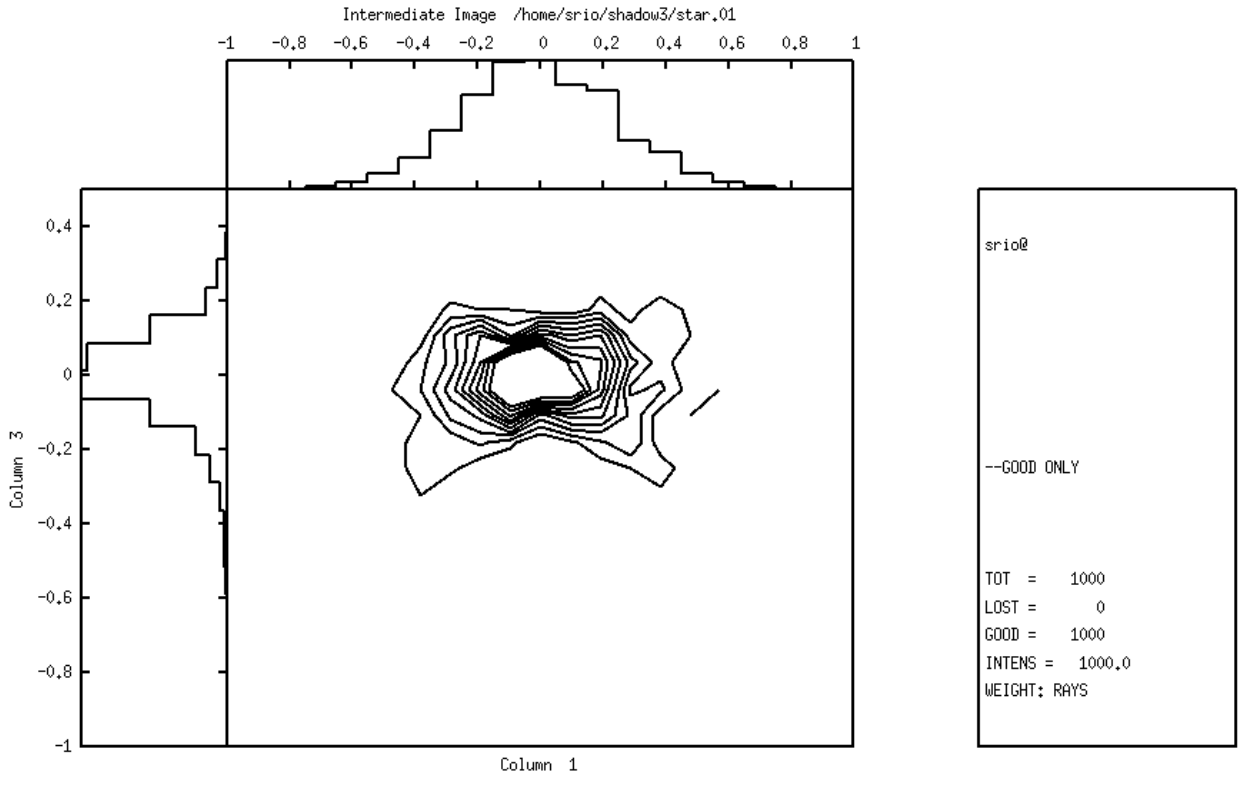 Intermediate Image  /home/srio/shadow3/star.01
-1 -0.8 -0.6 -0.4 -0.2 0 0.2 0.4 0.6 0.8 1
0.4
0.2
0
-0.2
-0.4
-0.6
-0.8
-1
Column 3
Column 1
srio@
--GOOD ONLY
TOT = 1000
LOST = 0
GOOD = 1000
INTENS = 1000.0
WEIGHT: RAYS